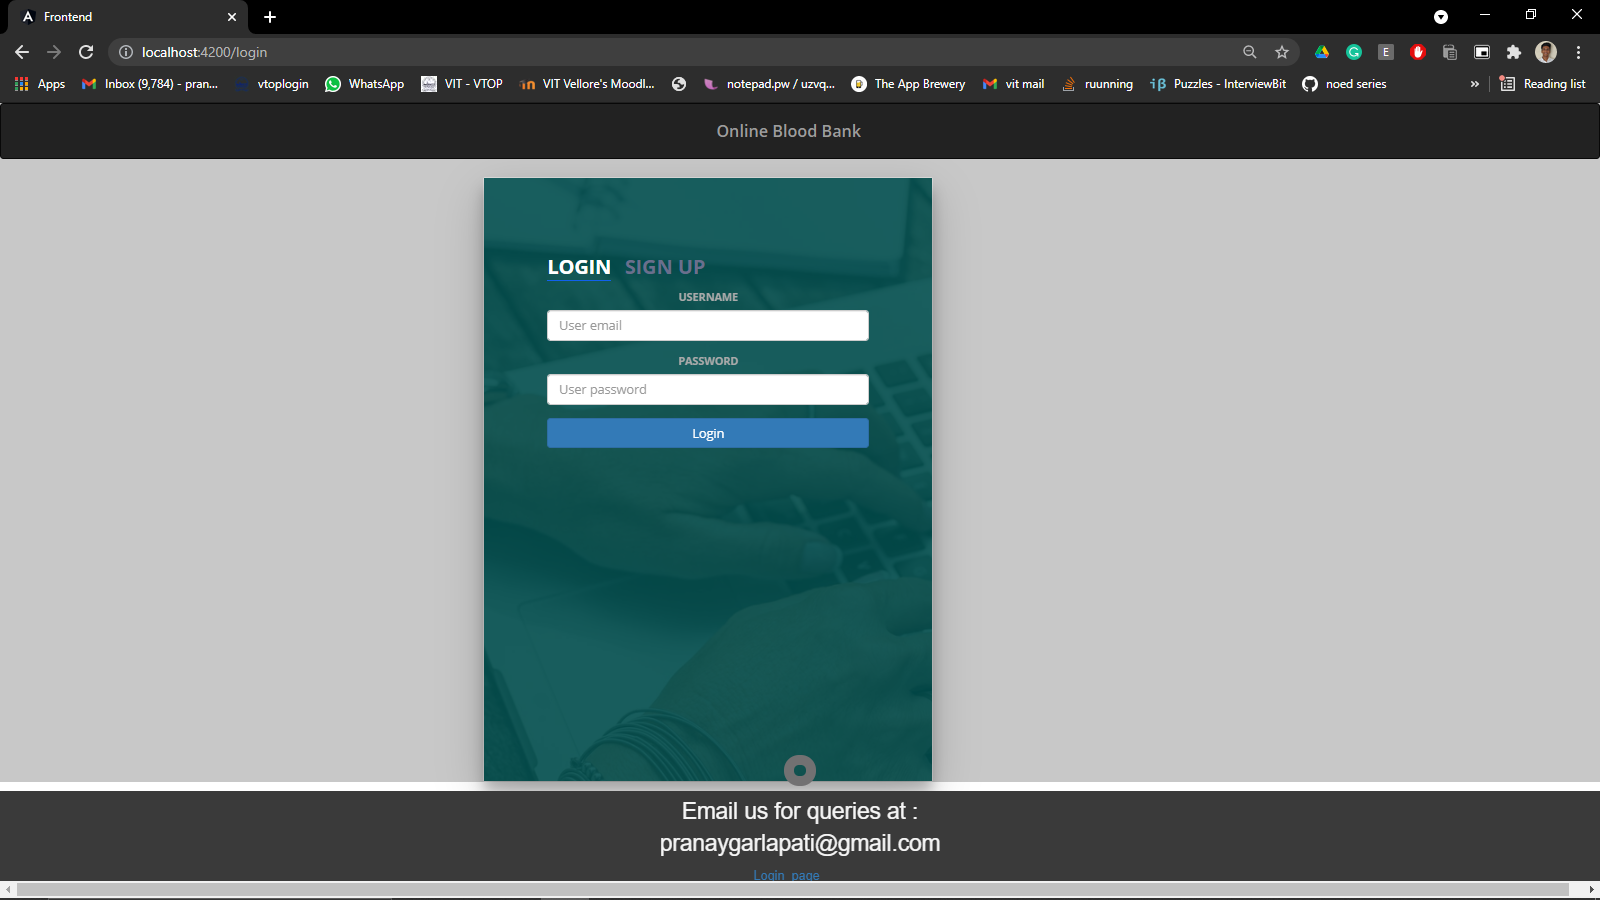 Frontend
localhost:4200/login
Apps Inbox (9,784) - pran... vtoplogin WhatsApp VIT - VTOP VIT Vellore's Moodl... notepad.pw / uzvq... The App Brewery vit mail ruunning Puzzles - InterviewBit noed series » Reading list
Online Blood Bank
LOGIN SIGN UP
USERNAME
User email
PASSWORD
User password
Login
Email us for queries at :
pranaygarlapati@gmail.com
Login page